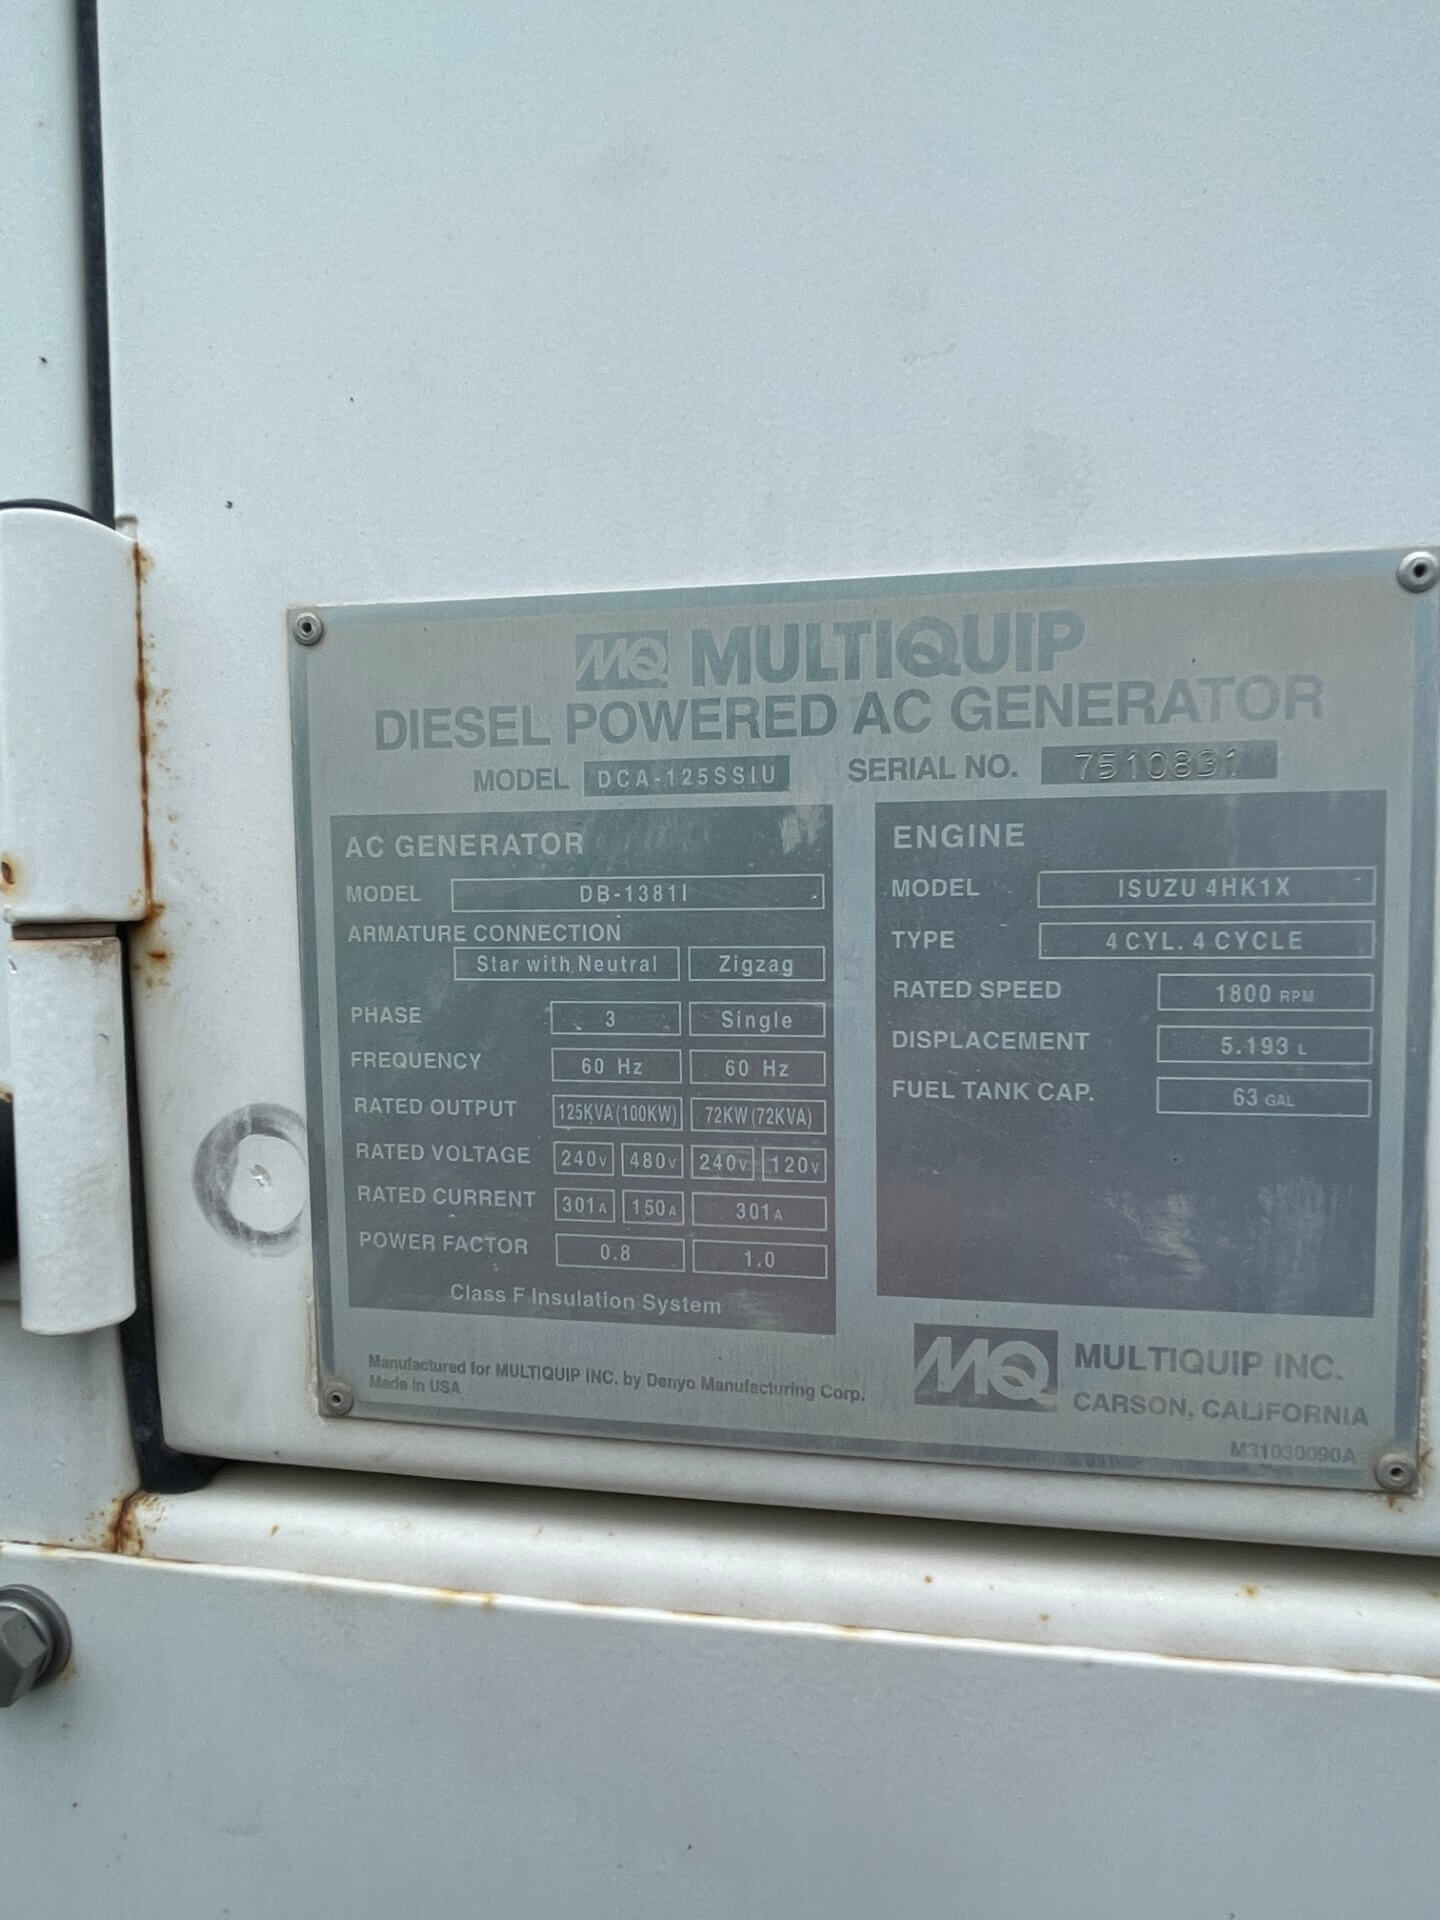 MQ MULTIQUIP
DIESEL POWERED AC GENERATOR
MODEL DCA-125SSIU SERIAL NO. 7510831
AC GENERATOR
MODEL DB-1381I
ARMATURE CONNECTION
Star with Neutral Zigzag
PHASE 3 Single
FREQUENCY 60 Hz 60 Hz
RATED OUTPUT 125KVA(100KW) 72KW(72KVA)
RATED VOLTAGE 240V 480V 240V 120V
RATED CURRENT 301A 150A 301A
POWER FACTOR 0.8 1.0
Class F Insulation System
ENGINE
MODEL ISUZU 4HK1X
TYPE 4 CYL. 4 CYCLE
RATED SPEED 1800 RPM
DISPLACEMENT 5.193 L
FUEL TANK CAP. 63 GAL
Manufactured for MULTIQUIP INC. by Denyo Manufacturing Corp.
Made in USA
MQ MULTIQUIP INC.
CARSON, CALIFORNIA
M31030090A